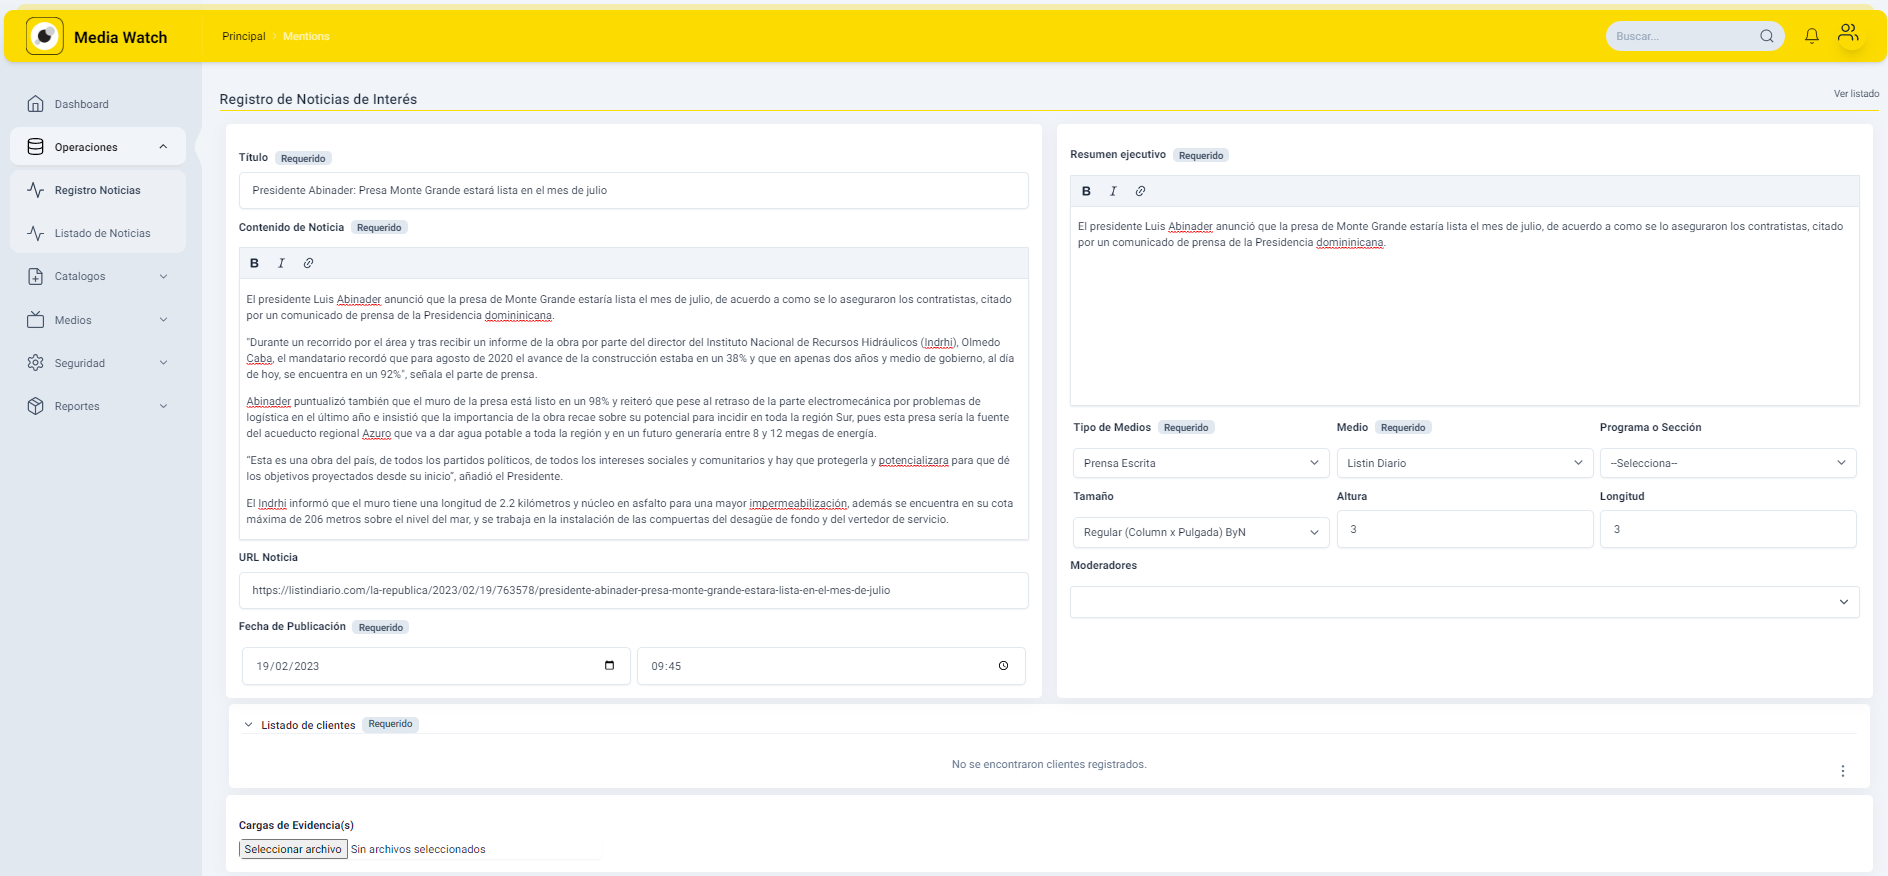 Media Watch
Principal > Mentions
Buscar...
Dashboard
Operaciones
Registro Noticias
Listado de Noticias
Catalogos
Medios
Seguridad
Reportes
Registro de Noticias de Interés
Ver listado
Título Requerido
Presidente Abinader: Presa Monte Grande estará lista en el mes de julio
Contenido de Noticia Requerido
B I
El presidente Luis Abinader anunció que la presa de Monte Grande estaría lista el mes de julio, de acuerdo a como se lo aseguraron los contratistas, citado
por un comunicado de prensa de la Presidencia domininicana.
"Durante un recorrido por el área y tras recibir un informe de la obra por parte del director del Instituto Nacional de Recursos Hidráulicos (Indrhi), Olmedo
Caba, el mandatario recordó que para agosto de 2020 el avance de la construcción estaba en un 38% y que en apenas dos años y medio de gobierno, al día
de hoy, se encuentra en un 92%", señala el parte de prensa.
Abinader puntualizó también que el muro de la presa está listo en un 98% y reiteró que pese al retraso de la parte electromecánica por problemas de
logística en el último año e insistió que la importancia de la obra recae sobre su potencial para incidir en toda la región Sur, pues esta presa sería la fuente
del acueducto regional Azuro que va a dar agua potable a toda la región y en un futuro generaría entre 8 y 12 megas de energía.
“Esta es una obra del país, de todos los partidos políticos, de todos los intereses sociales y comunitarios y hay que protegerla y potencializara para que dé
los objetivos proyectados desde su inicio”, añadió el Presidente.
El Indrhi informó que el muro tiene una longitud de 2.2 kilómetros y núcleo en asfalto para una mayor impermeabilización, además se encuentra en su cota
máxima de 206 metros sobre el nivel del mar, y se trabaja en la instalación de las compuertas del desagüe de fondo y del vertedor de servicio.
URL Noticia
https://listindiario.com/la-republica/2023/02/19/763578/presidente-abinader-presa-monte-grande-estara-lista-en-el-mes-de-julio
Fecha de Publicación Requerido
19/02/2023
09:45
Resumen ejecutivo Requerido
B I
El presidente Luis Abinader anunció que la presa de Monte Grande estaría lista el mes de julio, de acuerdo a como se lo aseguraron los contratistas, citado
por un comunicado de prensa de la Presidencia domininicana.
Tipo de Medios Requerido
Medio Requerido
Programa o Sección
Prensa Escrita
Listin Diario
--Selecciona--
Tamaño
Altura
Longitud
Regular (Column x Pulgada) ByN
3
3
Moderadores
Listado de clientes Requerido
No se encontraron clientes registrados.
Cargas de Evidencia(s)
Seleccionar archivo Sin archivos seleccionados